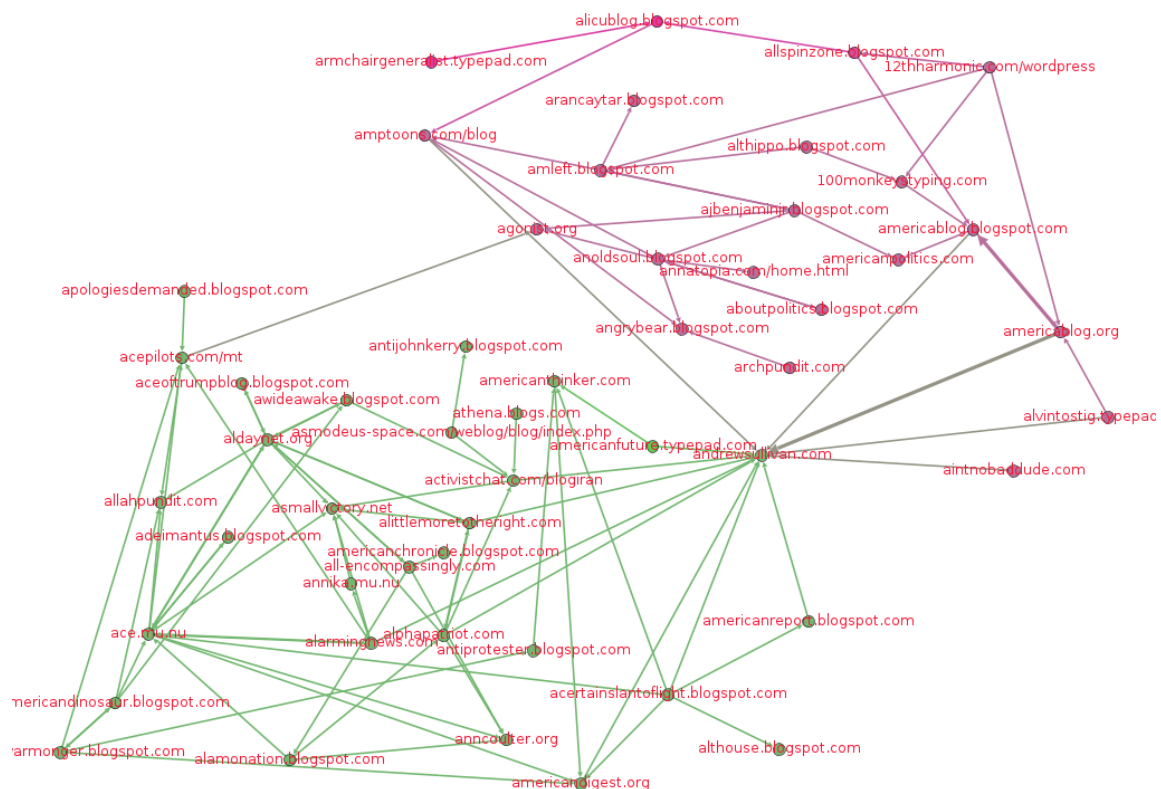 alicublog.blogspot.com
allspinzone.blogspot.com
armchairgeneralist.typepad.com
12thharmonic.com/wordpress
arancaytar.blogspot.com
amptoons.com/blog
althippo.blogspot.com
amleft.blogspot.com
100monkeystyping.com
ajbenjaminjr.blogspot.com
agonist.org
americablog.blogspot.com
anoldsoul.blogspot.com
americanpolitics.com
annatopia.com/home.html
apologiesdemanded.blogspot.com
aboutpolitics.blogspot.com
angrybear.blogspot.com
americablog.org
antijohnkerry.blogspot.com
acepilots.com/mt
archpundit.com
aceoftrumpblog.blogspot.com
americanthinker.com
awideawake.blogspot.com
athena.blogs.com
alvintostig.typepad
asmodeus-space.com/weblog/blog/index.php
aldaynet.org
americanfuture.typepad.com
andrewsullivan.com
aintnobaddude.com
activistchat.com/blogiran
allahpundit.com
asmallvictory.net
alittlemoretotheright.com
adeimantus.blogspot.com
americanchronicle.blogspot.com
all-encompassingly.com
annika.mu.nu
americanreport.blogspot.com
ace.mu.nu
alphapatriot.com
alarmingnews.com
antiprotester.blogspot.com
acertainslantoflight.blogspot.com
mericandinosaur.blogspot.com
anncoulter.org
althouse.blogspot.com
varmonger.blogspot.com
alamonation.blogspot.com
americandigest.org